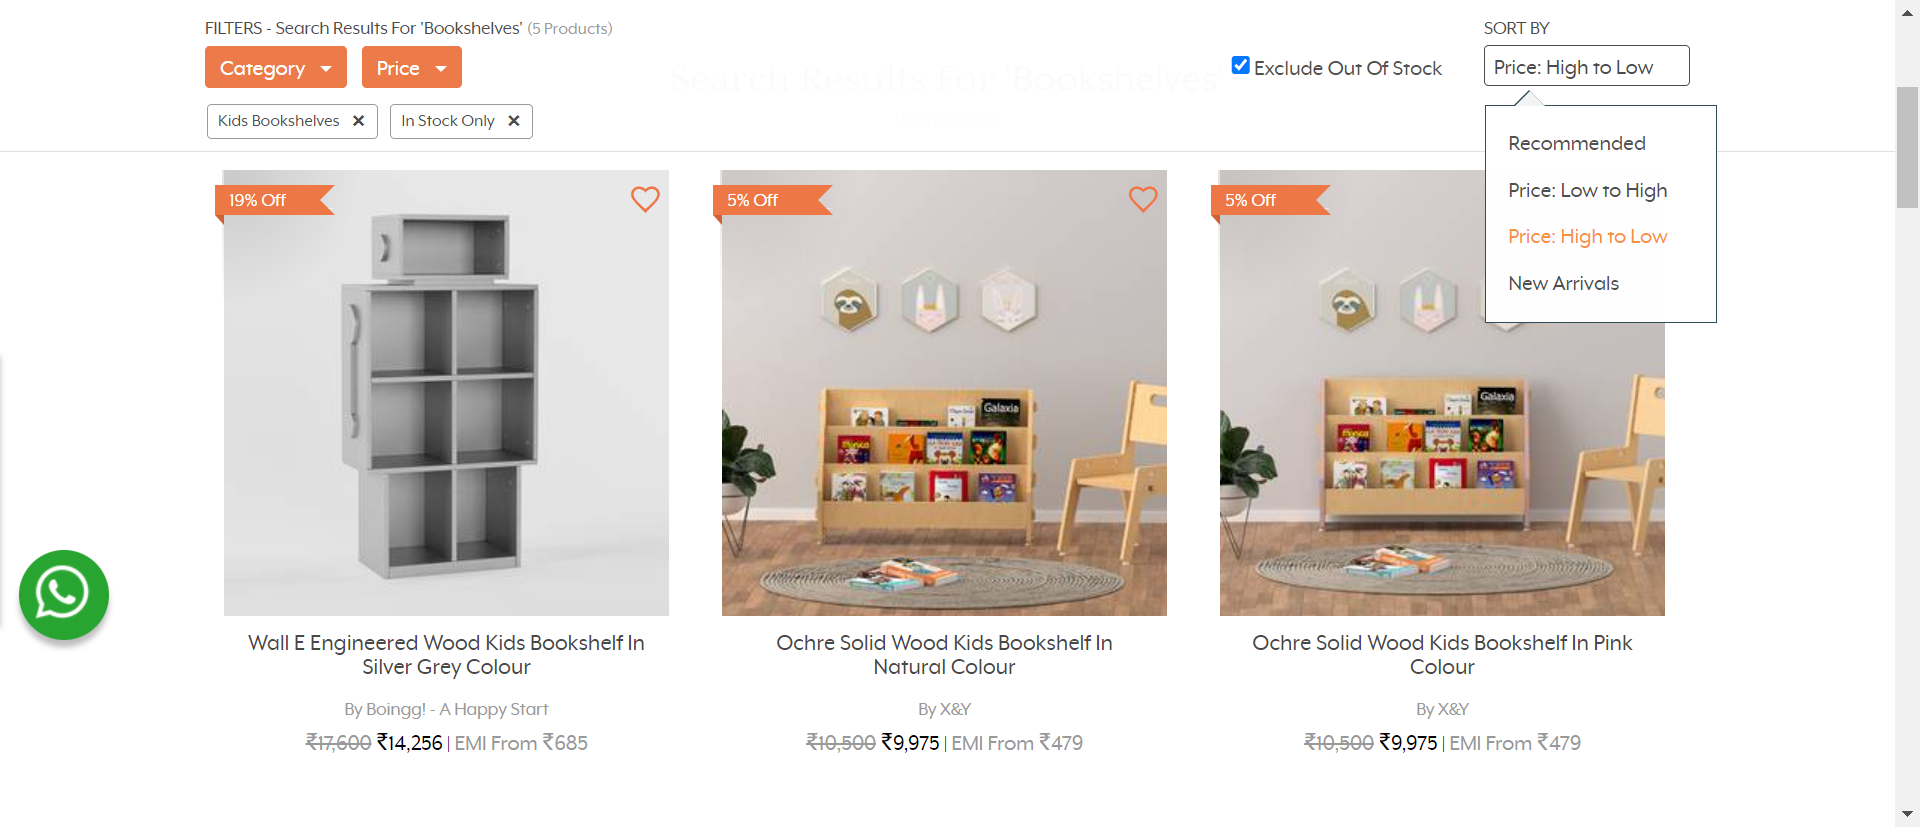 FILTERS - Search Results For 'Bookshelves' (5 Products)
SORT BY
Category
Price
Search Results For 'Bookshelves'
Exclude Out Of Stock
Price: High to Low
Kids Bookshelves ✕
In Stock Only ✕
Recommended
Price: Low to High
Price: High to Low
New Arrivals
19% Off
5% Off
5% Off
Galaxia
Galaxia
Wall E Engineered Wood Kids Bookshelf In
Silver Grey Colour
By Boingg! - A Happy Start
₹17,600 ₹14,256 | EMI From ₹685
Ochre Solid Wood Kids Bookshelf In
Natural Colour
By X&Y
₹10,500 ₹9,975 | EMI From ₹479
Ochre Solid Wood Kids Bookshelf In Pink
Colour
By X&Y
₹10,500 ₹9,975 | EMI From ₹479